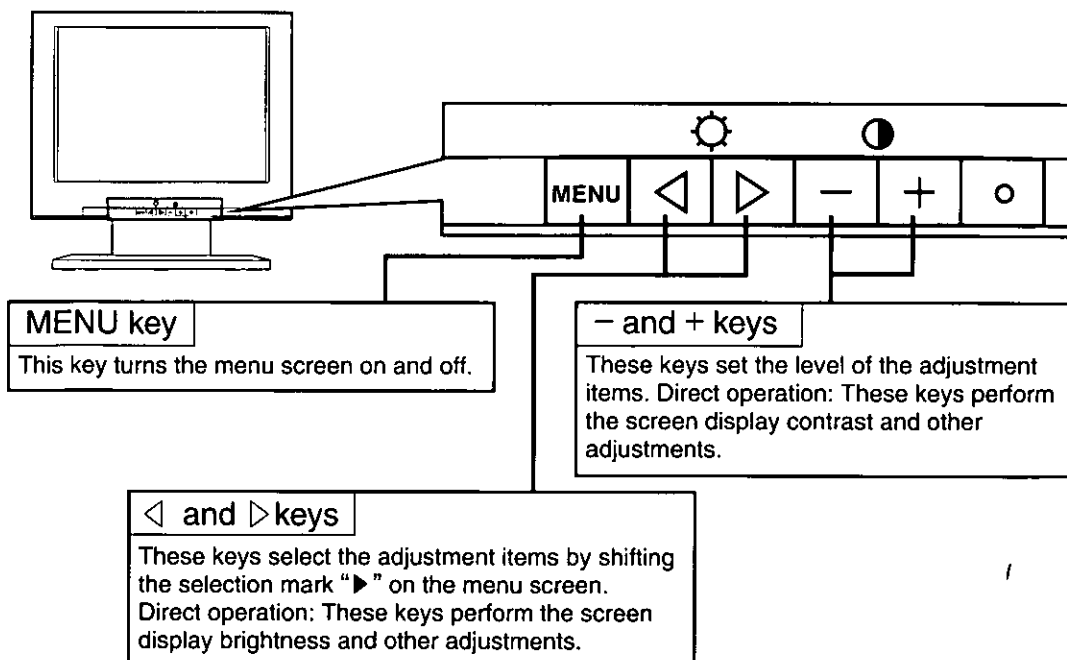 MENU ◁ ▷ − + o
MENU key
This key turns the menu screen on and off.
− and + keys
These keys set the level of the adjustment
items. Direct operation: These keys perform
the screen display contrast and other
adjustments.
◁ and ▷ keys
These keys select the adjustment items by shifting
the selection mark “▶” on the menu screen.
Direct operation: These keys perform the screen
display brightness and other adjustments.